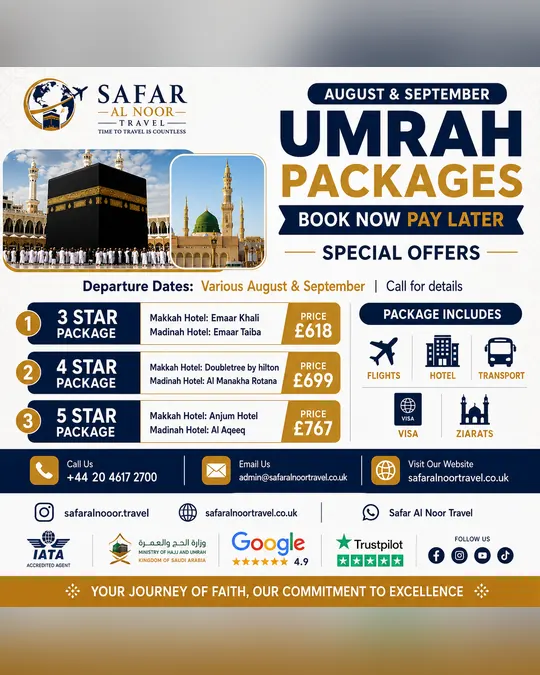 SAFAR
AL NOOR
TRAVEL
TIME TO TRAVEL IS COUNTLESS
AUGUST & SEPTEMBER
UMRAH
PACKAGES
BOOK NOW PAY LATER
SPECIAL OFFERS
Departure Dates: Various August & September | Call for details
1
3 STAR
PACKAGE
Makkah Hotel: Emaar Khali
Madinah Hotel: Emaar Taiba
PRICE
£618
2
4 STAR
PACKAGE
Makkah Hotel: Doubletree by hilton
Madinah Hotel: Al Manakha Rotana
PRICE
£699
3
5 STAR
PACKAGE
Makkah Hotel: Anjum Hotel
Madinah Hotel: Al Aqeeq
PRICE
£767
PACKAGE INCLUDES
FLIGHTS
HOTEL
TRANSPORT
VISA
VISA
ZIARATS
Call Us
+44 20 4617 2700
Email Us
admin@safaralnoortravel.co.uk
Visit Our Website
safaralnoortravel.co.uk
safaralnooor.travel
safaralnoortravel.co.uk
Safar Al Noor Travel
IATA
ACCREDITED AGENT
وزارة الحج والعمرة
MINISTRY OF HAJJ AND UMRAH
KINGDOM OF SAUDI ARABIA
Google
4.9
Trustpilot
FOLLOW US
YOUR JOURNEY OF FAITH, OUR COMMITMENT TO EXCELLENCE